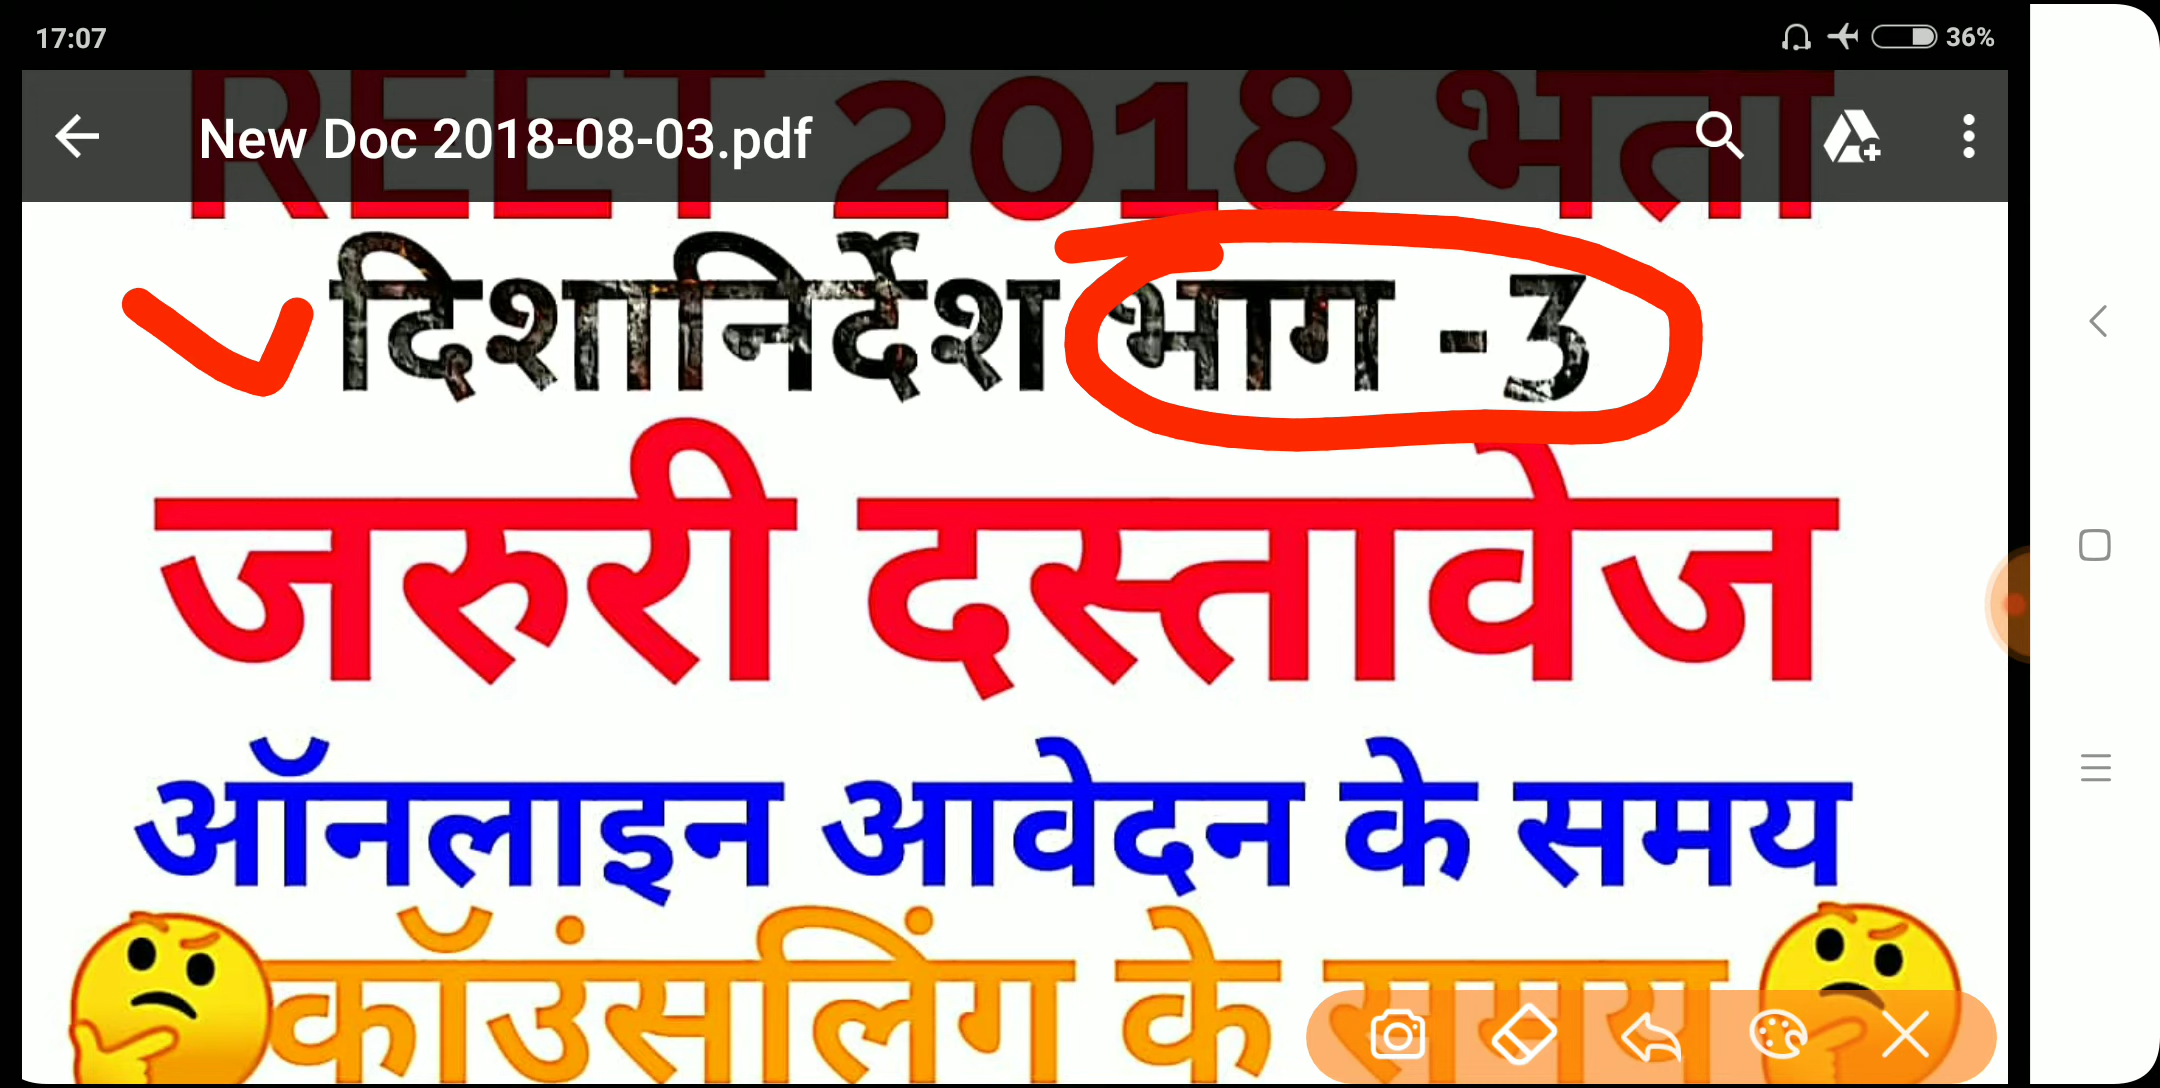 17:07
36%
REET 2018 भर्ती
New Doc 2018-08-03.pdf
दिशानिर्देश भाग -3
जरुरी दस्तावेज
ऑनलाइन आवेदन के समय
कॉउंसलिंग के समय